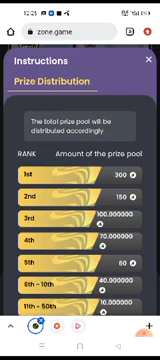 12:25
zone.game
Instructions
Prize Distribution
The total prize pool will be
distributed accordingly
RANK Amount of the prize pool
1st 300
2nd 150
3rd 100.000000
4th 70.000000
5th 60
6th - 10th 40.000000
11th - 50th 10.000000